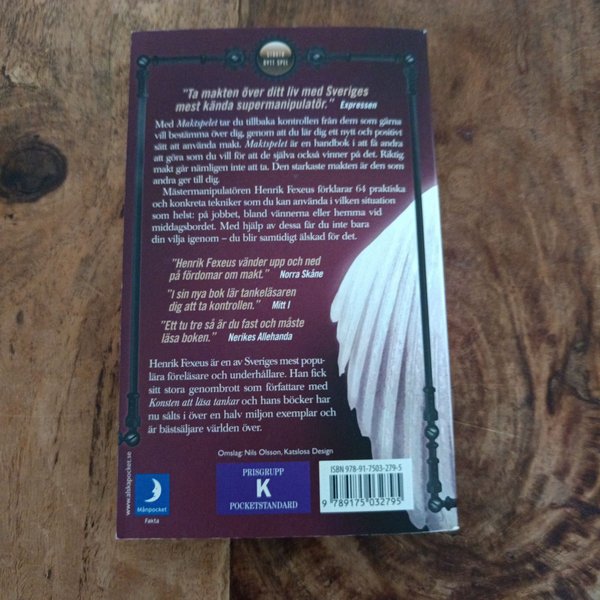 STARTA
NYTT SPEL
"Ta makten över ditt liv med Sveriges
mest kända supermanipulatör." Expressen
Med Maktspelet tar du tillbaka kontrollen från dem som gärna
vill bestämma över dig, genom att du lär dig ett nytt och positivt
sätt att använda makt. Maktspelet är en handbok i att få andra
att göra som du vill för att de själva också vinner på det. Riktig
makt går nämligen inte att ta. Den starkaste makten är den som
andra ger till dig.
Mästermanipulatören Henrik Fexeus förklarar 64 praktiska
och konkreta tekniker som du kan använda i vilken situation
som helst: på jobbet, bland vännerna eller hemma vid
middagsbordet. Med hjälp av dessa får du inte bara
din vilja igenom – du blir samtidigt älskad för det.
"Henrik Fexeus vänder upp och ned
på fördomar om makt." Norra Skåne
"I sin nya bok lär tankeläsaren
dig att ta kontrollen." Mitt I
"Ett tu tre så är du fast och måste
läsa boken." Nerikes Allehanda
Henrik Fexeus är en av Sveriges mest popu-
lära föreläsare och underhållare. Han fick
sitt stora genombrott som författare med
Konsten att läsa tankar och hans böcker har
nu sålts i över en halv miljon exemplar och
är bästsäljare världen över.
Omslag: Nils Olsson, Katslosa Design
www.alskapocket.se
Månpocket
Fakta
PRISGRUPP
K
POCKETSTANDARD
ISBN 978-91-7503-279-5
9 789175 032795